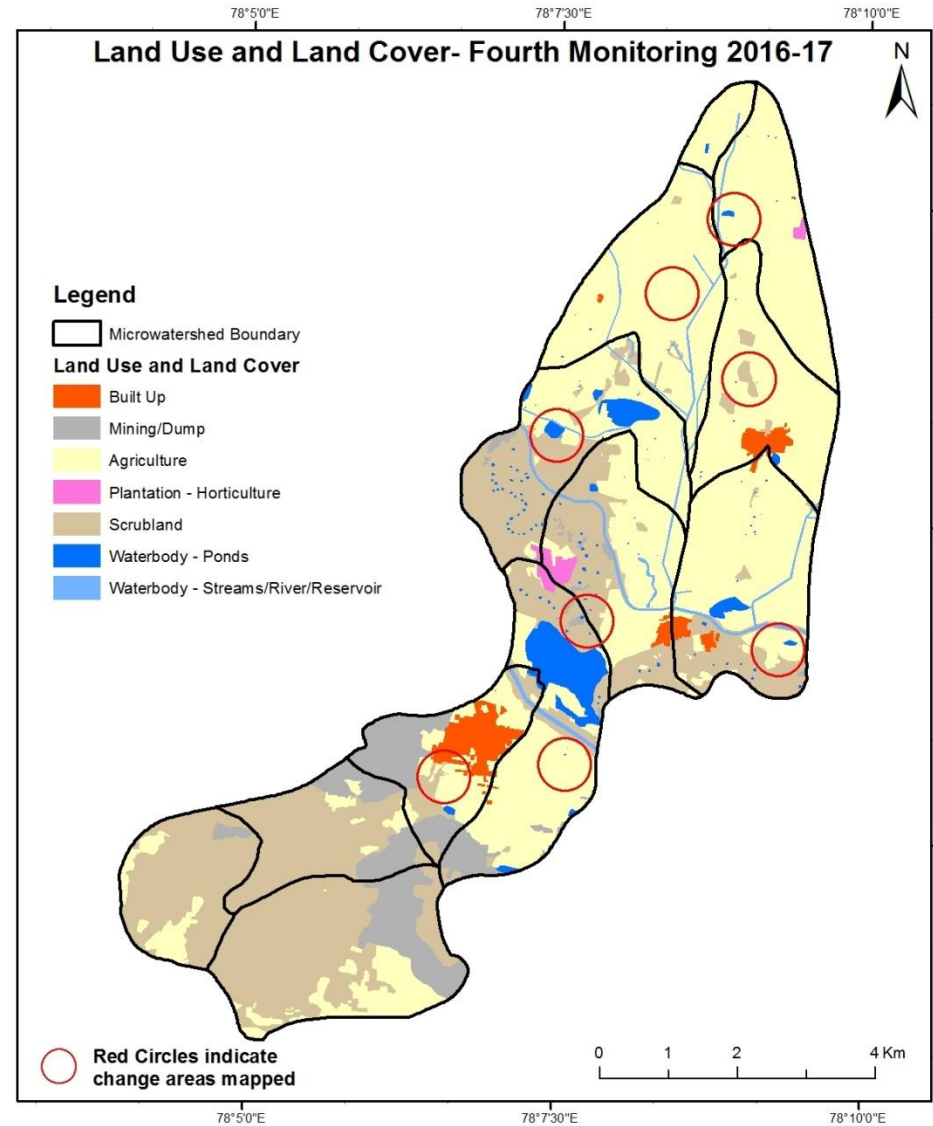 78°5'0"E 78°7'30"E 78°10'0"E
Land Use and Land Cover- Fourth Monitoring 2016-17
N
Legend
Microwatershed Boundary
Land Use and Land Cover
Built Up
Mining/Dump
Agriculture
Plantation - Horticulture
Scrubland
Waterbody - Ponds
Waterbody - Streams/River/Reservoir
Red Circles indicate
change areas mapped
0 1 2 4 Km
78°5'0"E 78°7'30"E 78°10'0"E